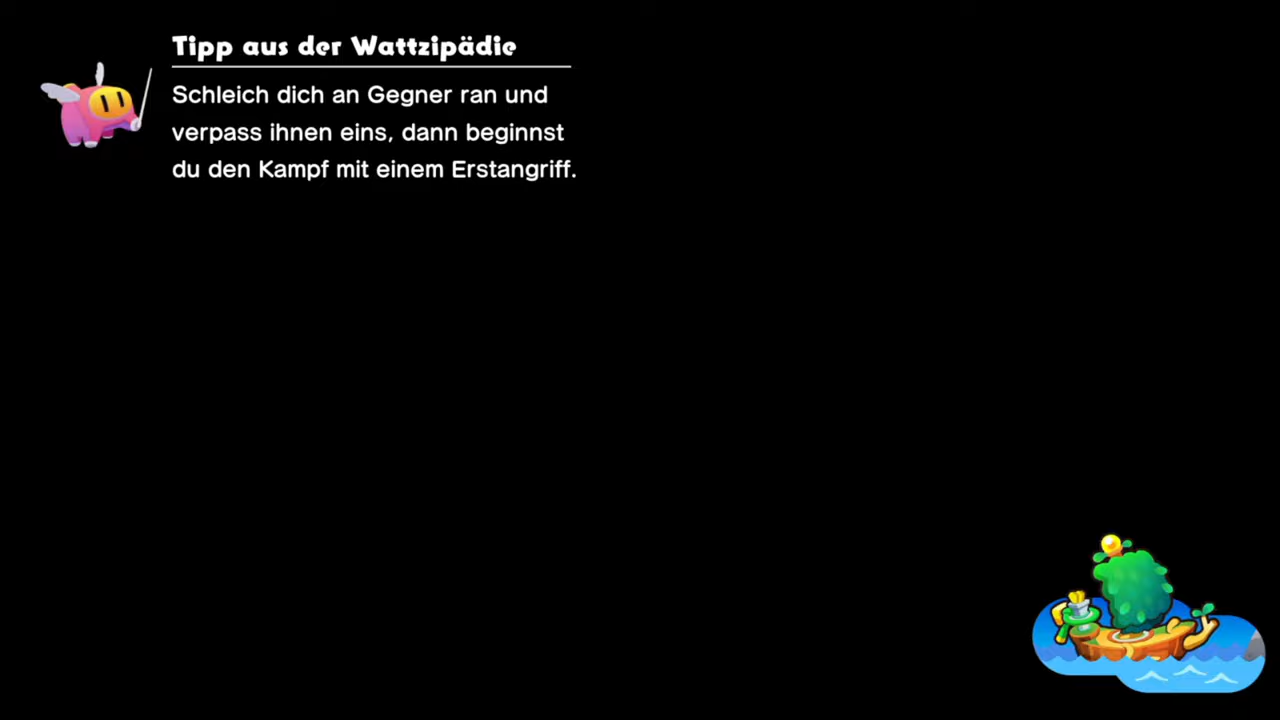 Tipp aus der Wattzipädie
Schleich dich an Gegner ran und
verpass ihnen eins, dann beginnst
du den Kampf mit einem Erstangriff.